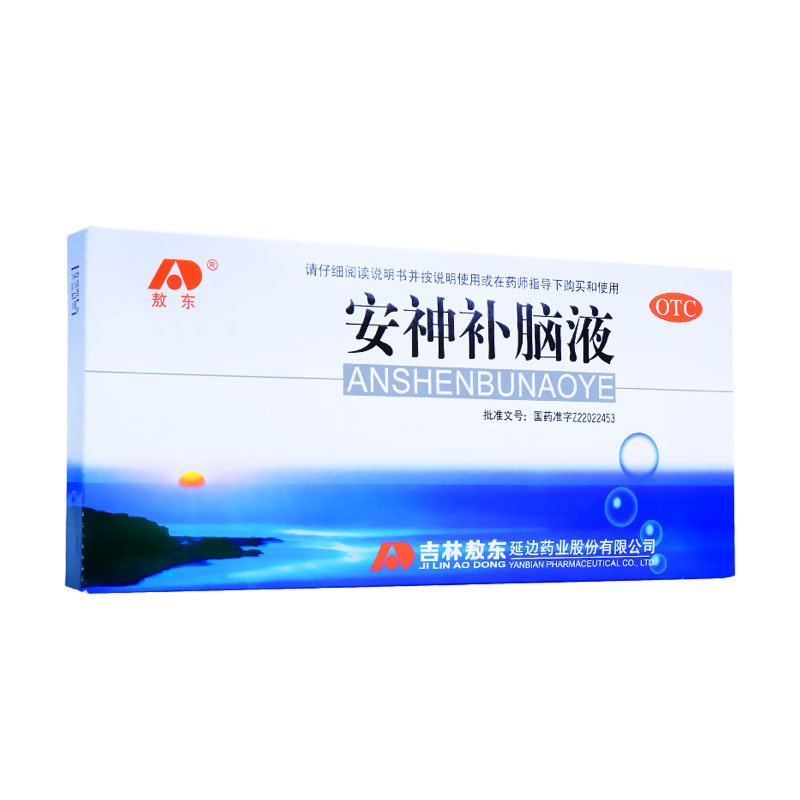 敖东
®
请仔细阅读说明书并按说明使用或在药师指导下购买和使用
OTC
安神补脑液
ANSHENBUNAOYE
批准文号：国药准字Z22022453
吉林敖东延边药业股份有限公司
JI LIN AO DONG YANBIAN PHARMACEUTICAL CO., LTD